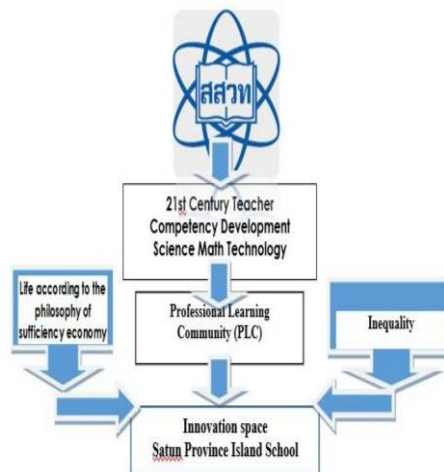 สสวท
21st Century Teacher
Competency Development
Science Math Technology
Life according to the
philosophy of
sufficiency economy
Professional Learning
Community (PLC)
Inequality
Innovation space
Satun Province Island School